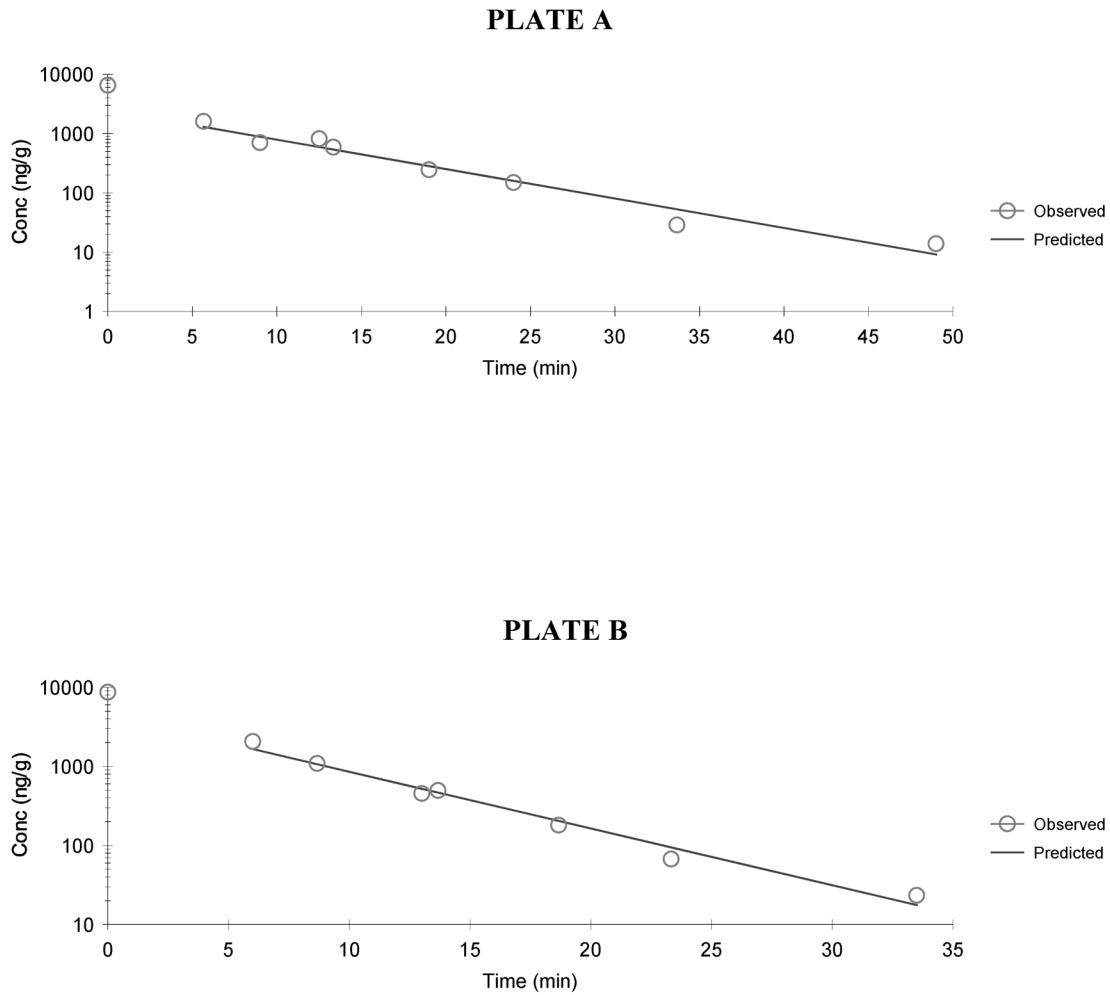 PLATE A
10000
1000
100
10
1
Conc (ng/g)
0 5 10 15 20 25 30 35 40 45 50
Time (min)
Observed
Predicted
PLATE B
10000
1000
100
10
Conc (ng/g)
0 5 10 15 20 25 30 35
Time (min)
Observed
Predicted